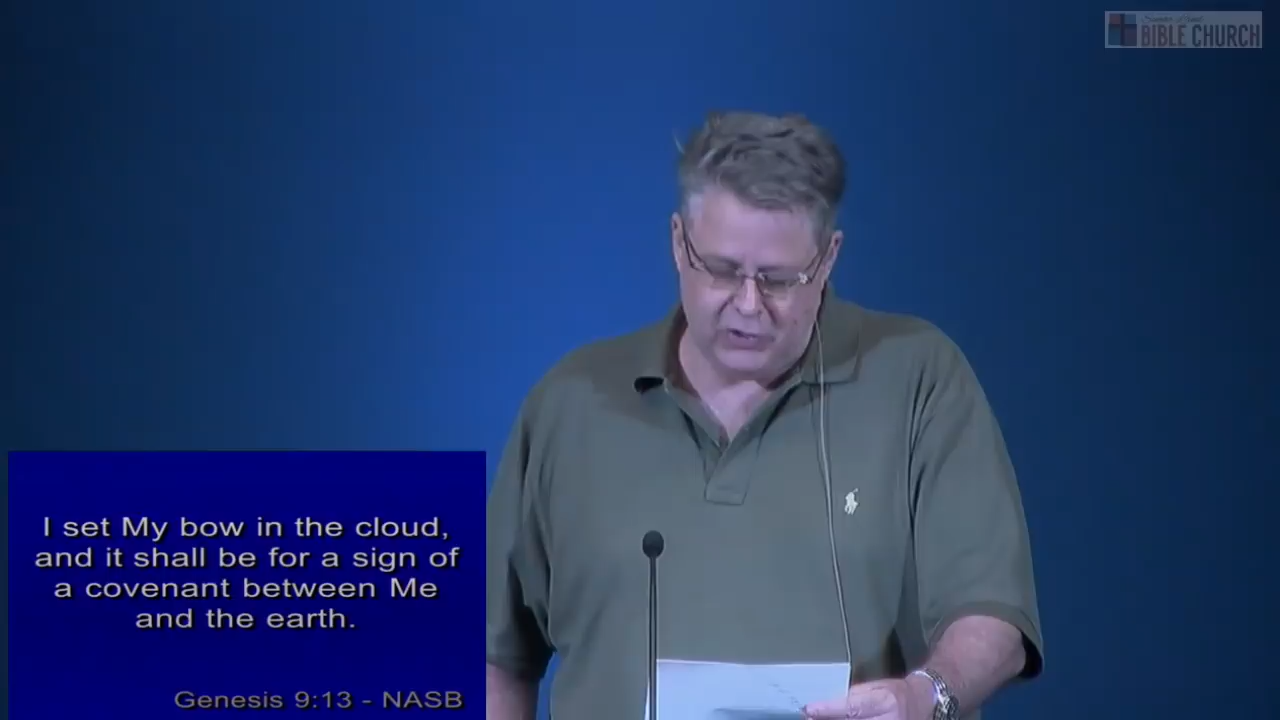 BIBLE CHURCH
I set My bow in the cloud,
and it shall be for a sign of
a covenant between Me
and the earth.
Genesis 9:13 - NASB